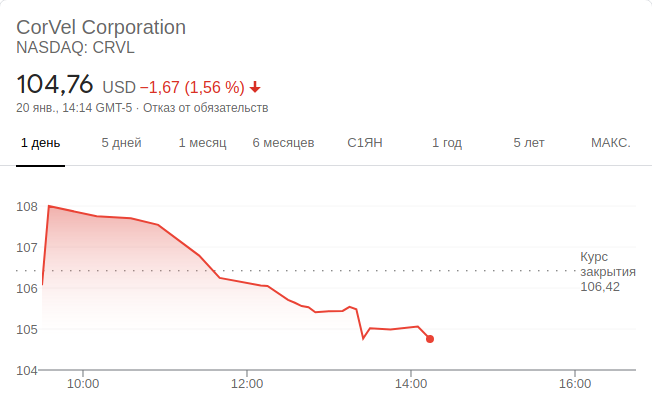 CorVel Corporation
NASDAQ: CRVL
104,76 USD −1,67 (1,56 %)
20 янв., 14:14 GMT-5 · Отказ от обязательств
1 день 5 дней 1 месяц 6 месяцев С1ЯН 1 год 5 лет МАКС.
108
107
Курс
закрытия
106,42
106
105
104
10:00 12:00 14:00 16:00